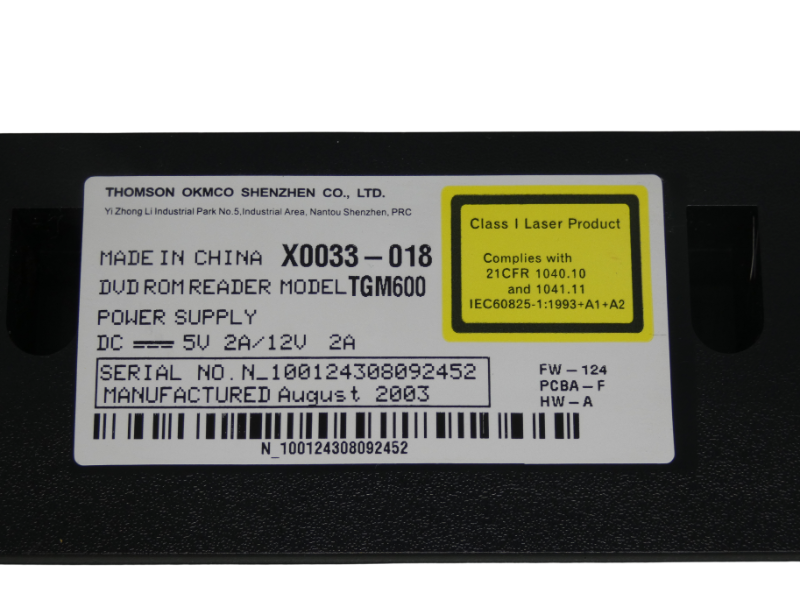 THOMSON OKMCO SHENZHEN CO., LTD.
Yi Zhong Li Industrial Park No.5,Industrial Area, Nantou Shenzhen, PRC
MADE IN CHINA X0033-018
DVD ROM READER MODEL TGM600
POWER SUPPLY
DC 5V 2A/12V 2A
SERIAL NO. N_100124308092452
MANUFACTURED August 2003
N_100124308092452
Class I Laser Product
Complies with
21CFR 1040.10
and 1041.11
IEC60825-1:1993+A1+A2
FW-124
PCBA-F
HW-A